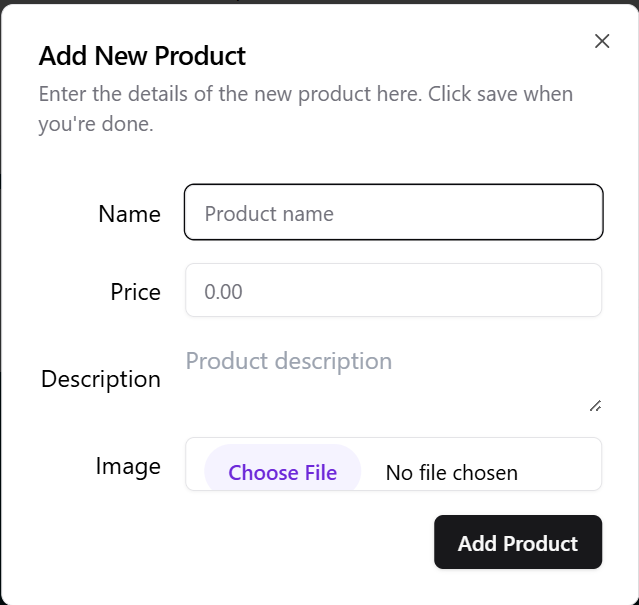 Add New Product
Enter the details of the new product here. Click save when
you're done.
Name
Product name
Price
0.00
Description
Product description
Image
Choose File
No file chosen
Add Product